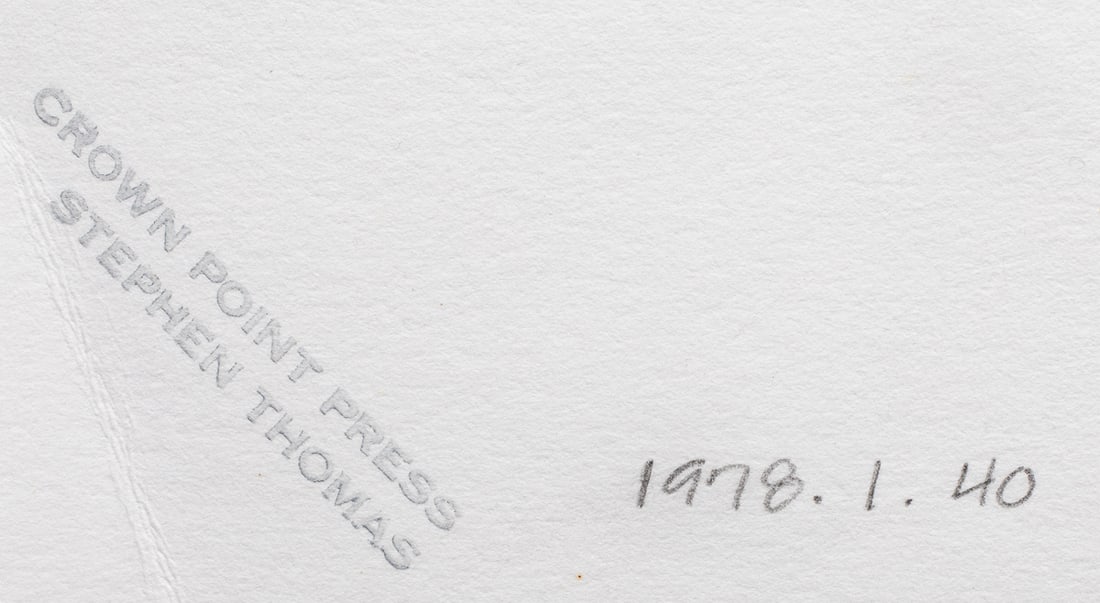 CROWN POINT PRESS
STEPHEN THOMAS
1978. 1. 40